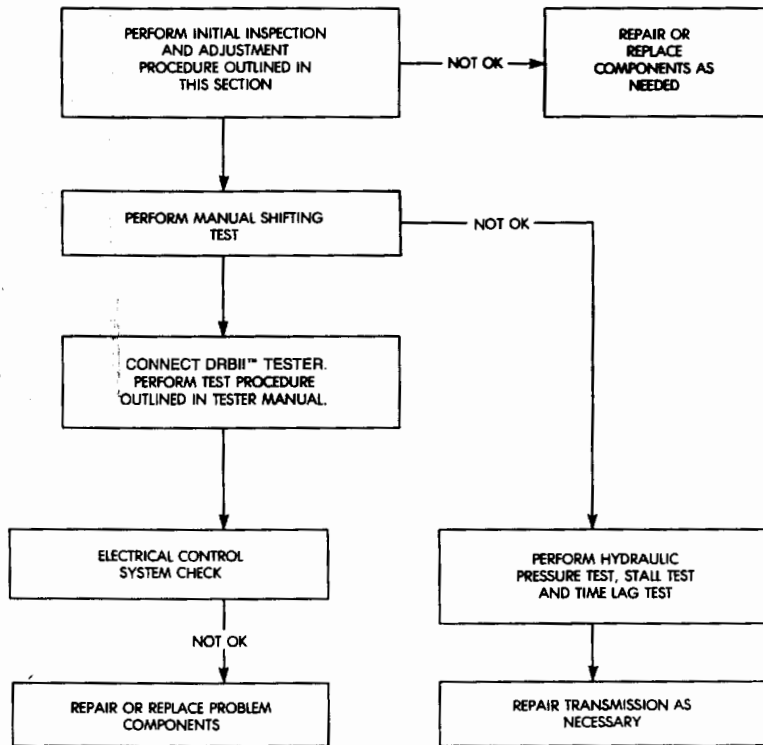 PERFORM INITIAL INSPECTION
AND ADJUSTMENT
PROCEDURE OUTLINED IN
THIS SECTION
NOT OK
REPAIR OR
REPLACE
COMPONENTS AS
NEEDED
PERFORM MANUAL SHIFTING
TEST
NOT OK
CONNECT DRBII™ TESTER.
PERFORM TEST PROCEDURE
OUTLINED IN TESTER MANUAL.
ELECTRICAL CONTROL
SYSTEM CHECK
PERFORM HYDRAULIC
PRESSURE TEST, STALL TEST
AND TIME LAG TEST
NOT OK
REPAIR OR REPLACE PROBLEM
COMPONENTS
REPAIR TRANSMISSION AS
NECESSARY